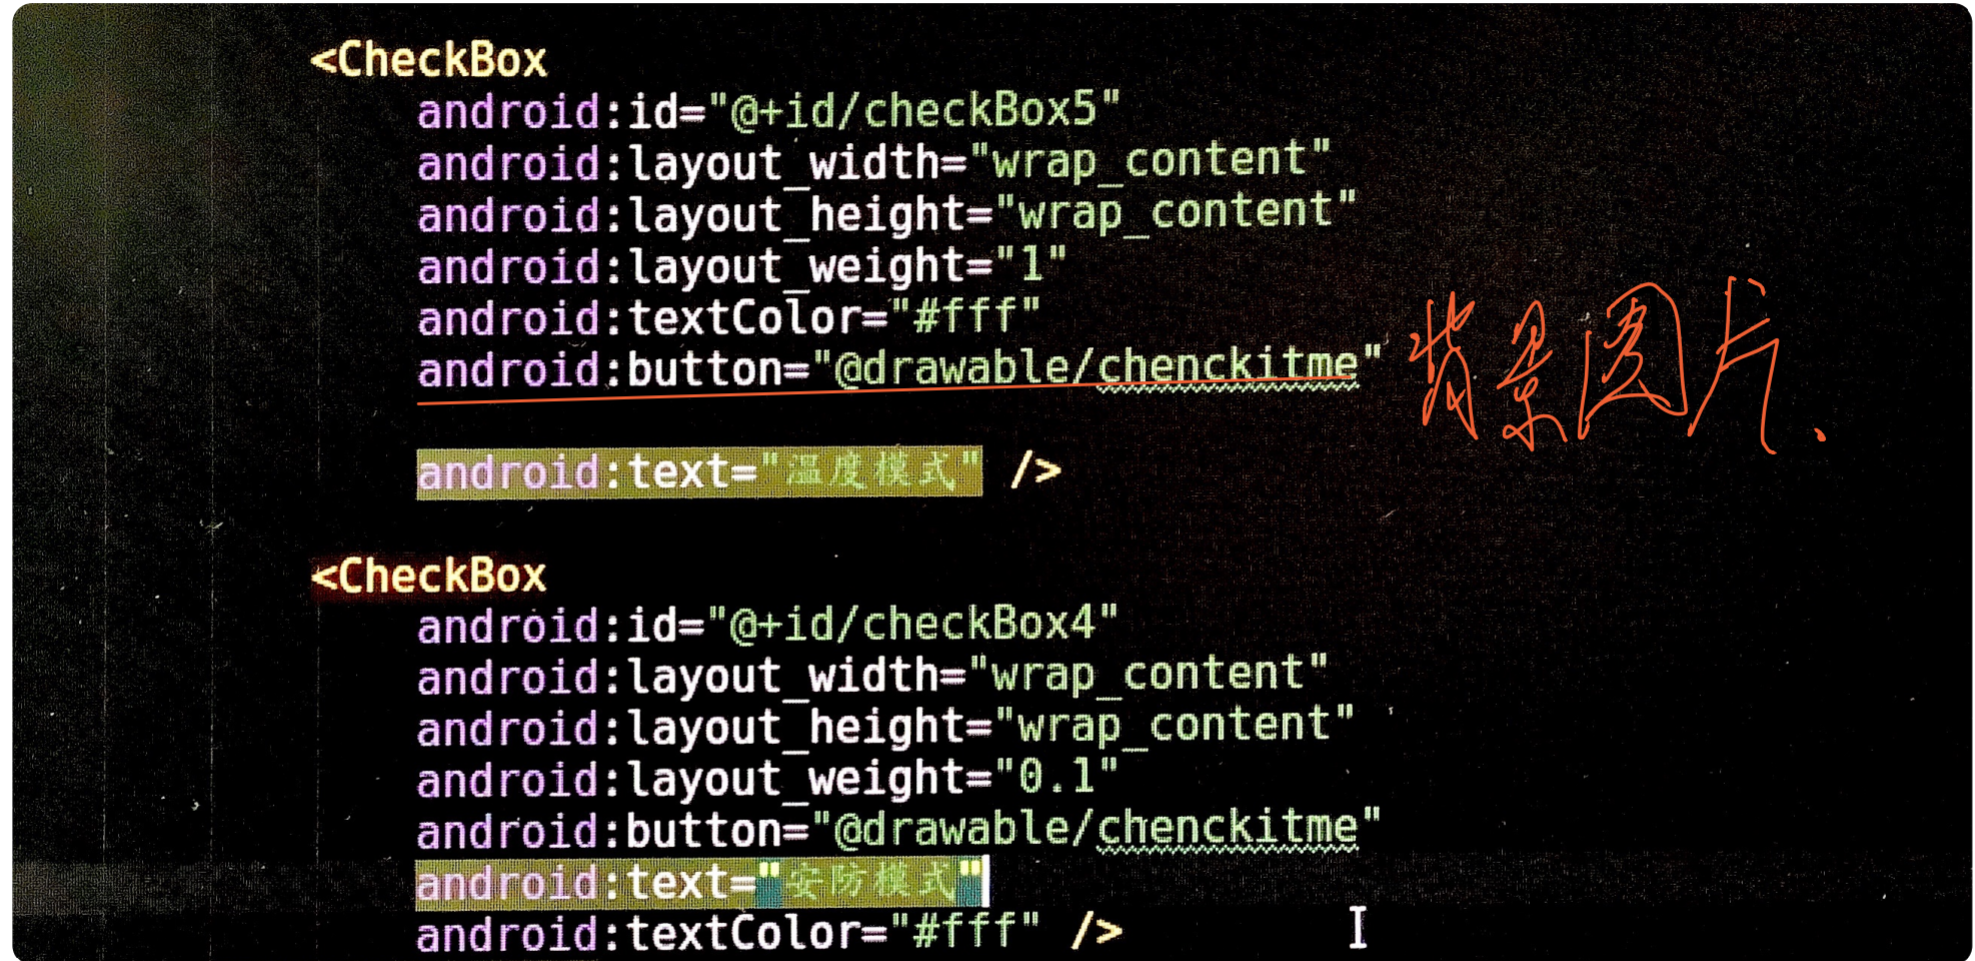 <CheckBox
android:id="@+id/checkBox5"
android:layout_width="wrap_content"
android:layout_height="wrap_content"
android:layout_weight="1"
android:textColor="#fff"
android:button="@drawable/chenckitme" 背景图片.
android:text="温度模式" />
<CheckBox
android:id="@+id/checkBox4"
android:layout_width="wrap_content"
android:layout_height="wrap_content"
android:layout_weight="0.1"
android:button="@drawable/chenckitme"
android:text="安防模式"
android:textColor="#fff" />